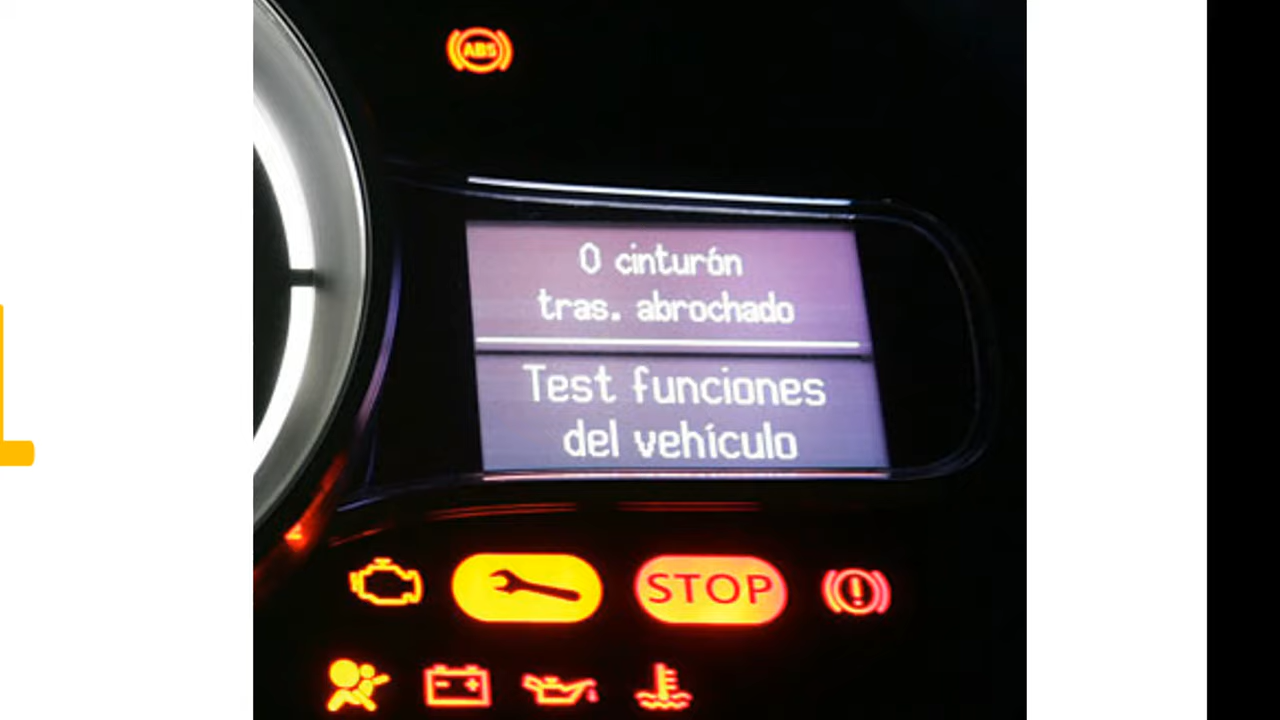 ABS
0 cinturón
tras. abrochado
Test funciones
del vehículo
STOP